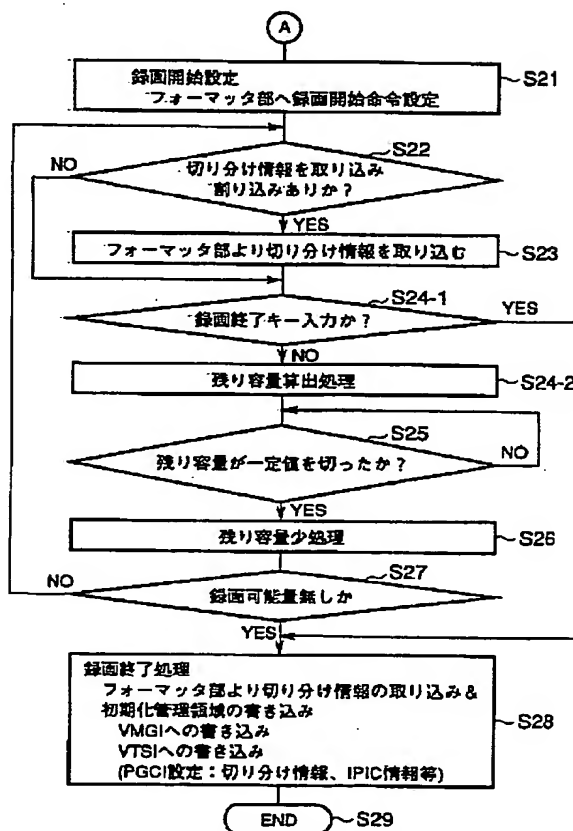 A
録画開始設定
フォーマッタ部へ録画開始命令設定
S21
S22
切り分け情報を取り込み
割り込みありか?
NO
YES
フォーマッタ部より切り分け情報を取り込む
S23
S24-1
録画終了キー入力か?
YES
NO
残り容量算出処理
S24-2
S25
残り容量が一定値を切ったか?
NO
YES
残り容量少処理
S26
S27
NO
録画可能量無しか
YES
録画終了処理
フォーマッタ部より切り分け情報の取り込み&
初期化管理領域の書き込み
VMGIへの書き込み
VTSIへの書き込み
(PGCI設定:切り分け情報、IPIC情報等)
S28
END
S29